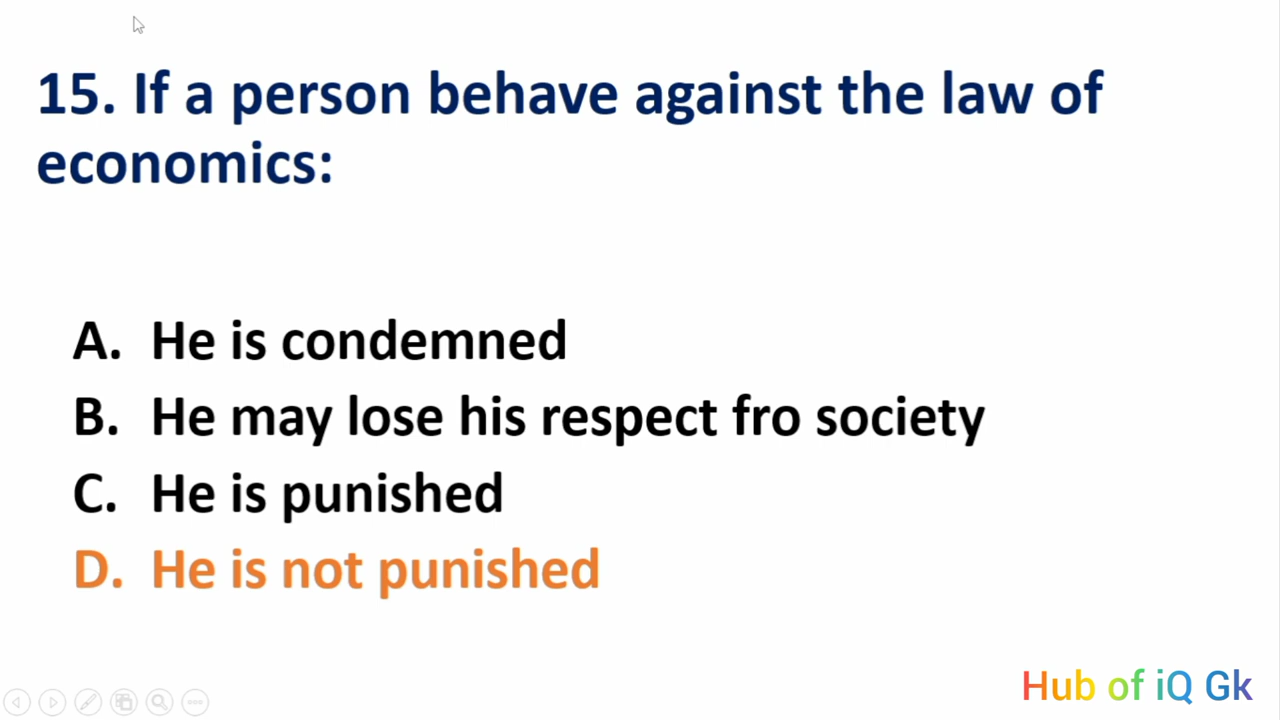 15. If a person behave against the law of
economics:
A. He is condemned
B. He may lose his respect fro society
C. He is punished
D. He is not punished
Hub of iQ Gk